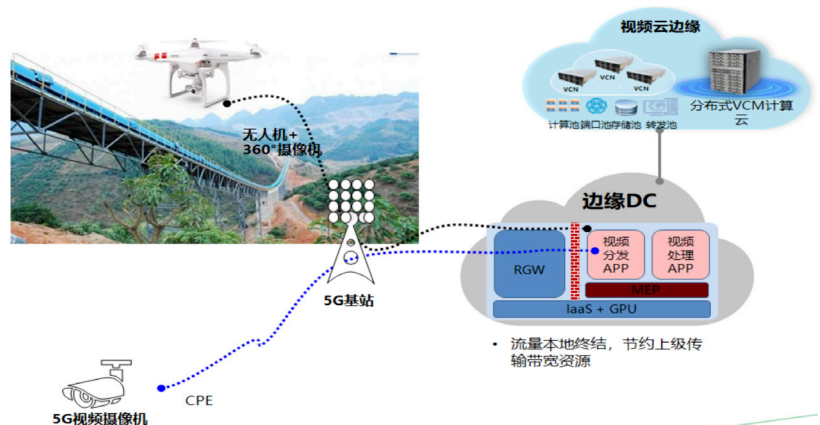 视频云边缘
VCN
VCN
VCN
计算池
端口池
存储池
转发池
分布式VCM计算
云
无人机+
360°摄像机
边缘DC
RGW
视频
分发
APP
视频
处理
APP
MEP
IaaS + GPU
5G基站
• 流量本地终结，节约上级传
输带宽资源
CPE
5G视频摄像机